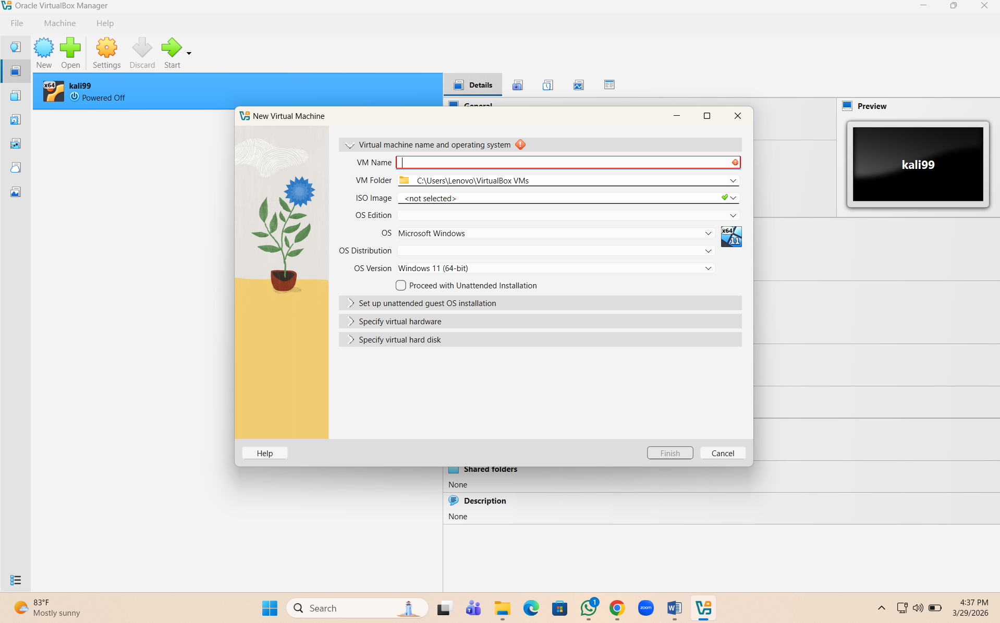 Oracle VirtualBox Manager
File Machine Help
New Open Settings Discard Start
x64 kali99
Powered Off
Details
General
Preview
kali99
New Virtual Machine
Virtual machine name and operating system
VM Name
VM Folder C:\Users\Lenovo\VirtualBox VMs
ISO Image <not selected>
OS Edition
OS Microsoft Windows
x64 11
OS Distribution
OS Version Windows 11 (64-bit)
Proceed with Unattended Installation
Set up unattended guest OS installation
Specify virtual hardware
Specify virtual hard disk
Help Finish Cancel
Shared folders
None
Description
None
83°F
Mostly sunny
Search
T
1
zoom
W
4:37 PM
3/29/2026